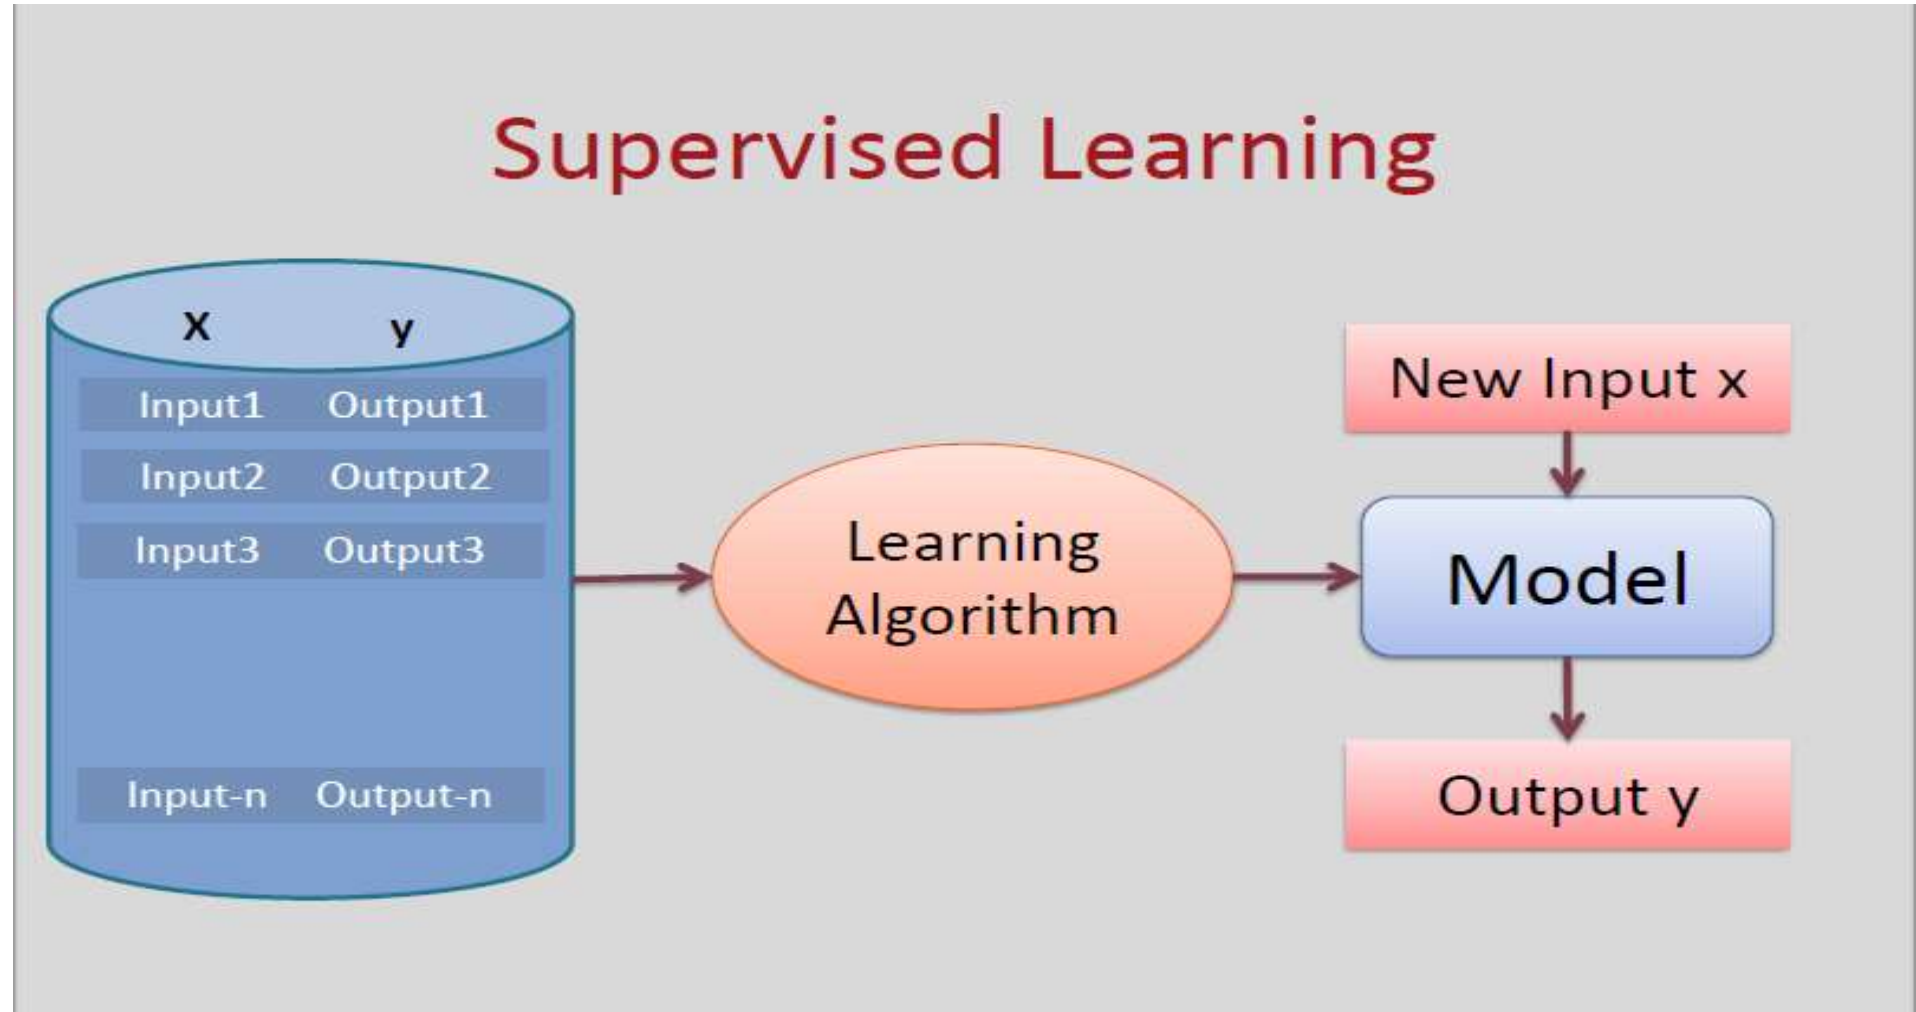 Supervised Learning
X y
Input1 Output1
Input2 Output2
Input3 Output3
Input-n Output-n
Learning
Algorithm
New Input x
Model
Output y